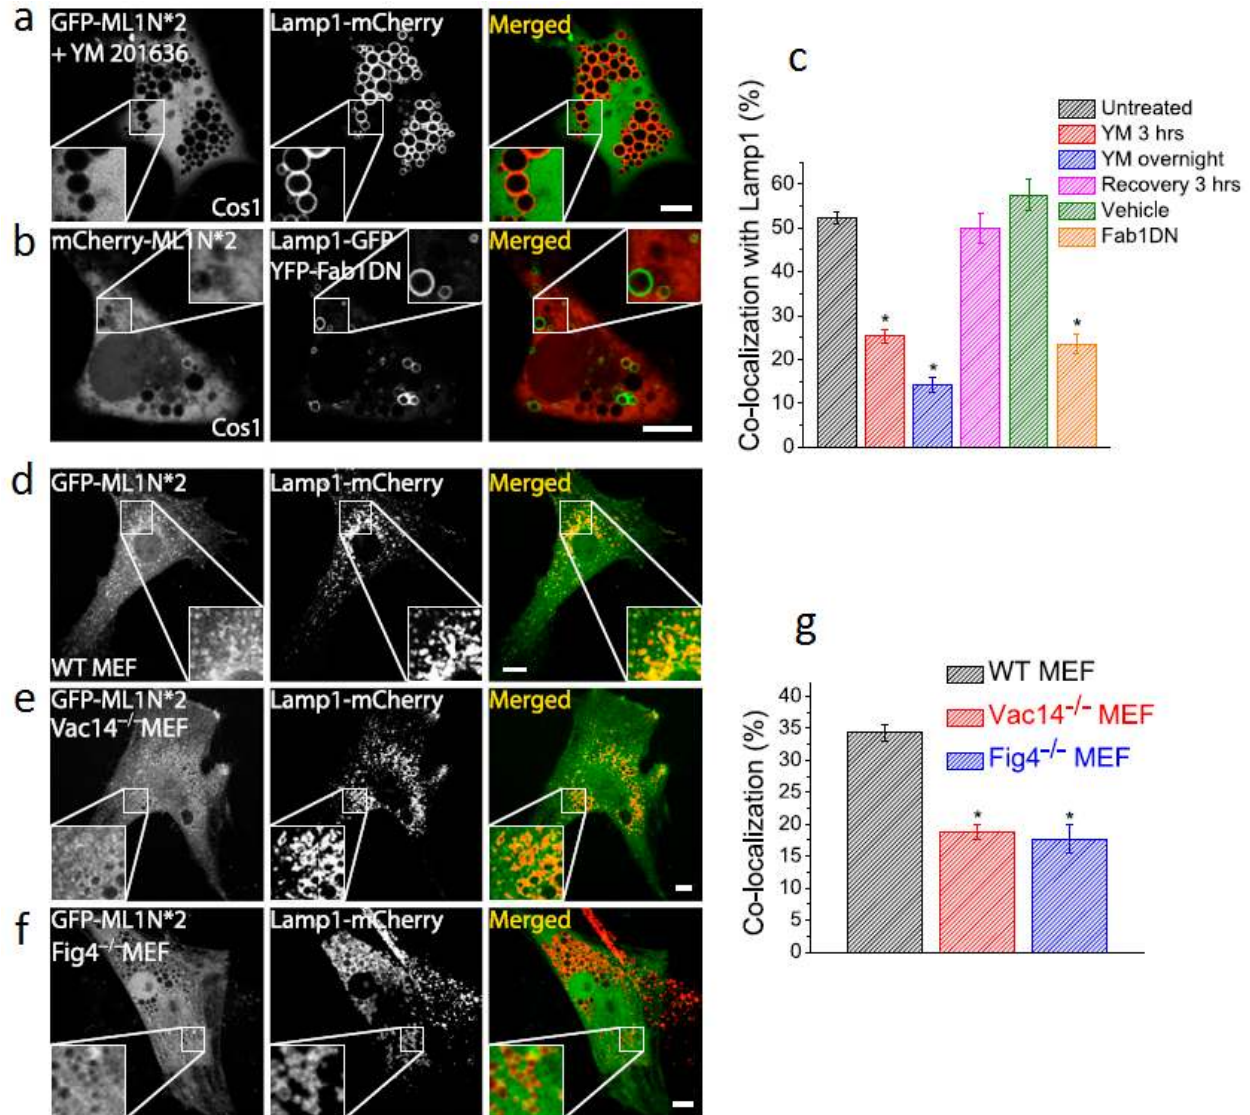 a
GFP-ML1N*2
+ YM 201636
Cos1
Lamp1-mCherry
Merged
b
mCherry-ML1N*2
Cos1
Lamp1-GFP
YFP-Fab1DN
Merged
c
Co-localization with Lamp1 (%)
60
50
40
30
20
10
0
*
*
*
Untreated
YM 3 hrs
YM overnight
Recovery 3 hrs
Vehicle
Fab1DN
d
GFP-ML1N*2
WT MEF
Lamp1-mCherry
Merged
e
GFP-ML1N*2
Vac14⁻/⁻ MEF
Lamp1-mCherry
Merged
f
GFP-ML1N*2
Fig4⁻/⁻MEF
Lamp1-mCherry
Merged
g
Co-localization (%)
40
35
30
25
20
15
10
5
0
*
*
WT MEF
Vac14⁻/⁻ MEF
Fig4⁻/⁻ MEF